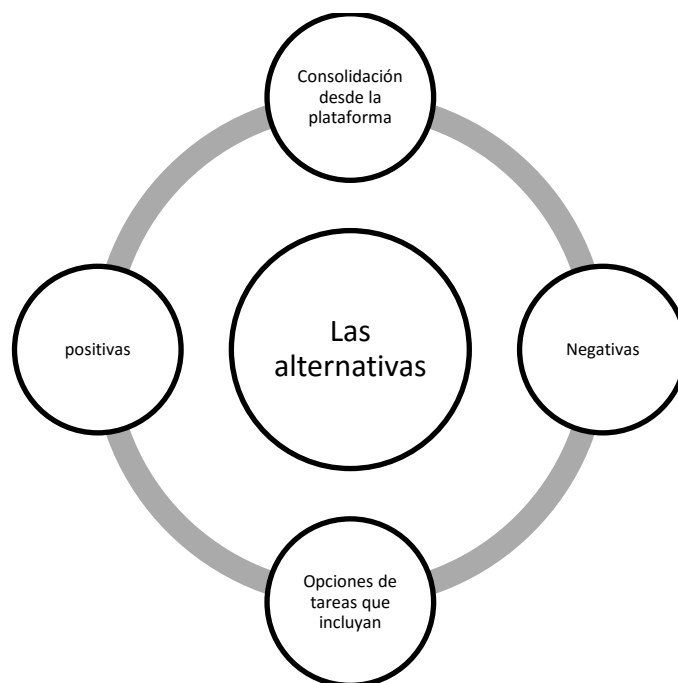 Consolidación
desde la
plataforma
positivas
Las
alternativas
Negativas
Opciones de
tareas que
incluyan